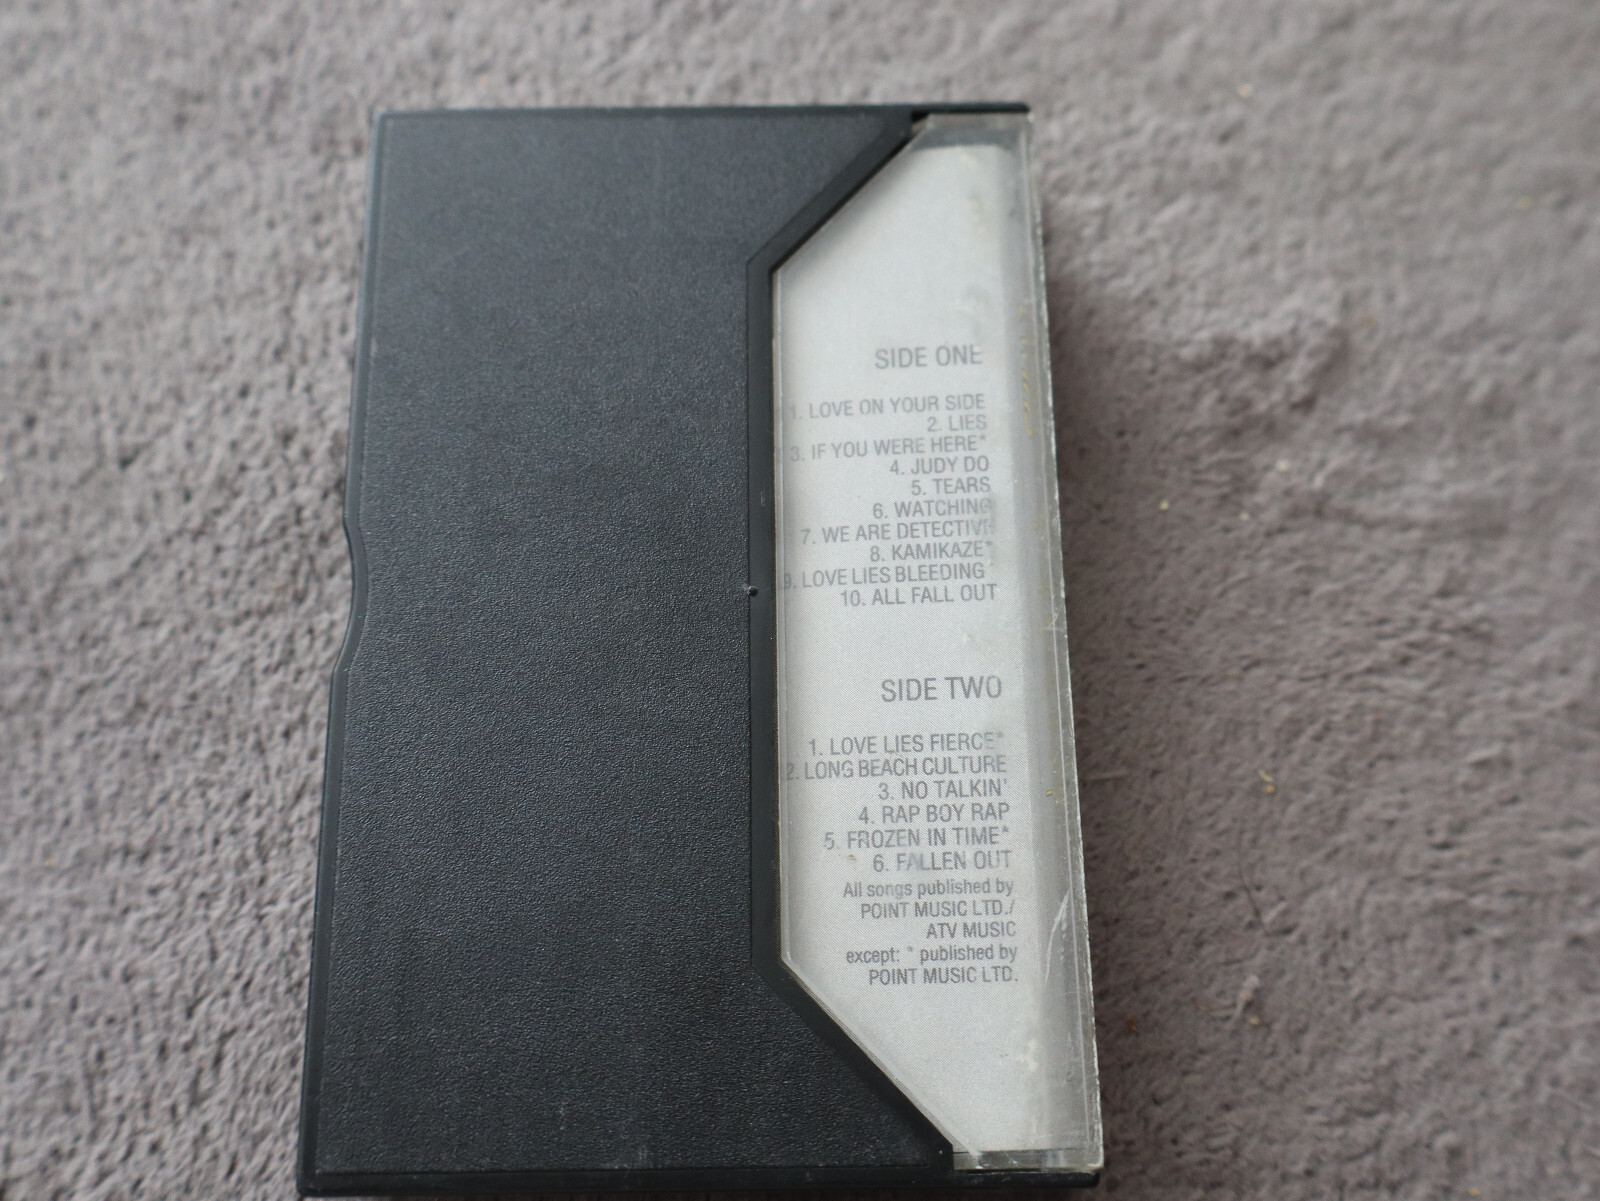 SIDE ONE
1. LOVE ON YOUR SIDE
2. LIES
3. IF YOU WERE HERE*
4. JUDY DO
5. TEARS
6. WATCHING
7. WE ARE DETECTIVE
8. KAMIKAZE*
9. LOVE LIES BLEEDING*
10. ALL FALL OUT
SIDE TWO
1. LOVE LIES FIERCE*
2. LONG BEACH CULTURE
3. NO TALKIN'
4. RAP BOY RAP
5. FROZEN IN TIME*
6. FALLEN OUT
All songs published by
POINT MUSIC LTD./
ATV MUSIC
except: * published by
POINT MUSIC LTD.